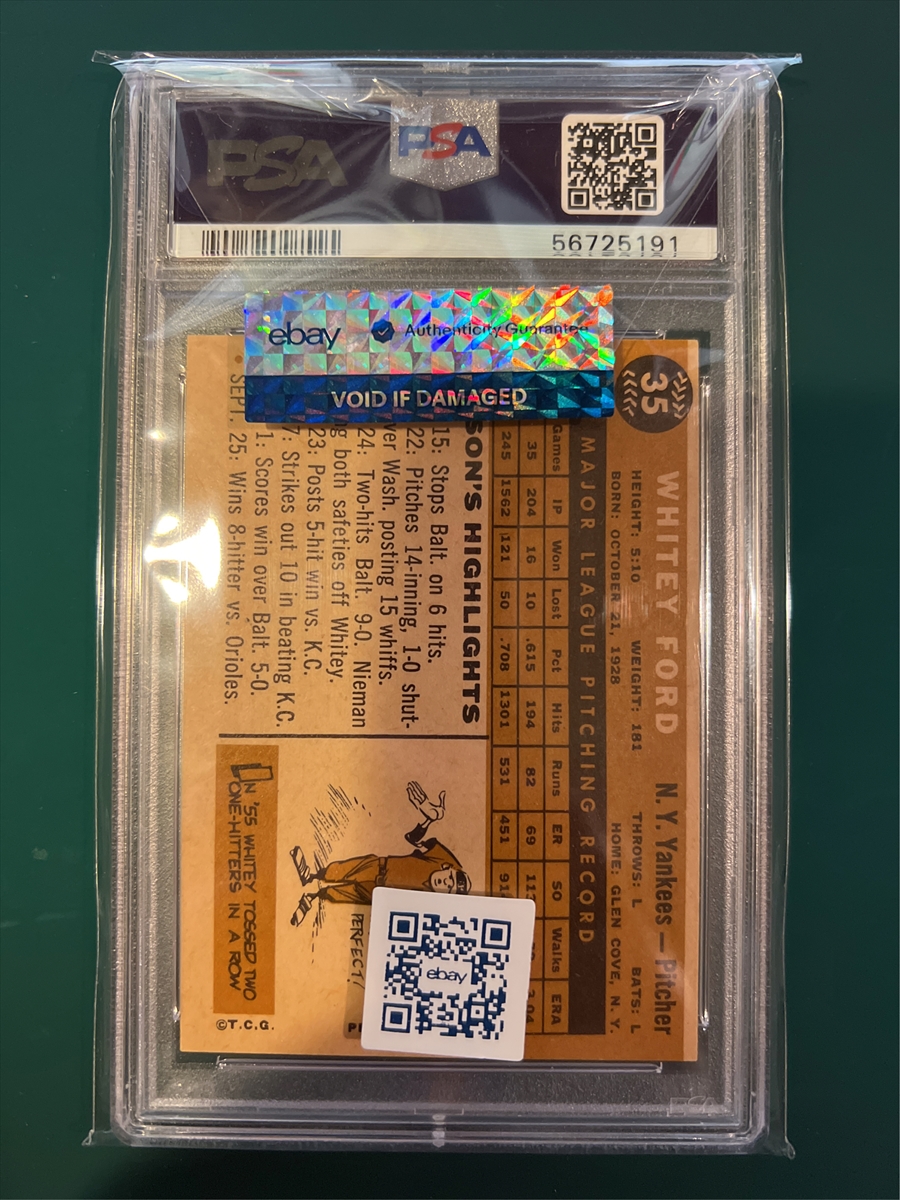 PSA
PSA
56725191
ebay Authenticity Guarantee
VOID IF DAMAGED
35
WHITEY FORD N. Y. Yankees—Pitcher
HEIGHT: 5:10 WEIGHT: 181 THROWS: L BATS: L
BORN: OCTOBER 21, 1928 HOME: GLEN COVE, N. Y.
MAJOR LEAGUE PITCHING RECORD
Games IP Won Lost Pct Hits Runs ER SO Walks ERA
35 204 16 10 .615 194 82 69
245 1562 121 50 .708 1301 531 451
SON'S HIGHLIGHTS
15: Stops Balt. on 6 hits.
22: Pitches 14-inning, 1-0 shut-
ver Wash. posting 15 whiffs.
24: Two-hits Balt. 9-0. Nieman
g both safeties off Whitey.
23: Posts 5-hit win vs. K.C.
7: Strikes out 10 in beating K.C.
1: Scores win over Balt. 5-0.
• SEPT. 25: Wins 8-hitter vs. Orioles.
PERFECT!
IN '55 WHITEY TOSSED TWO
ONE-HITTERS IN A ROW
ebay
©T.C.G.
PSA